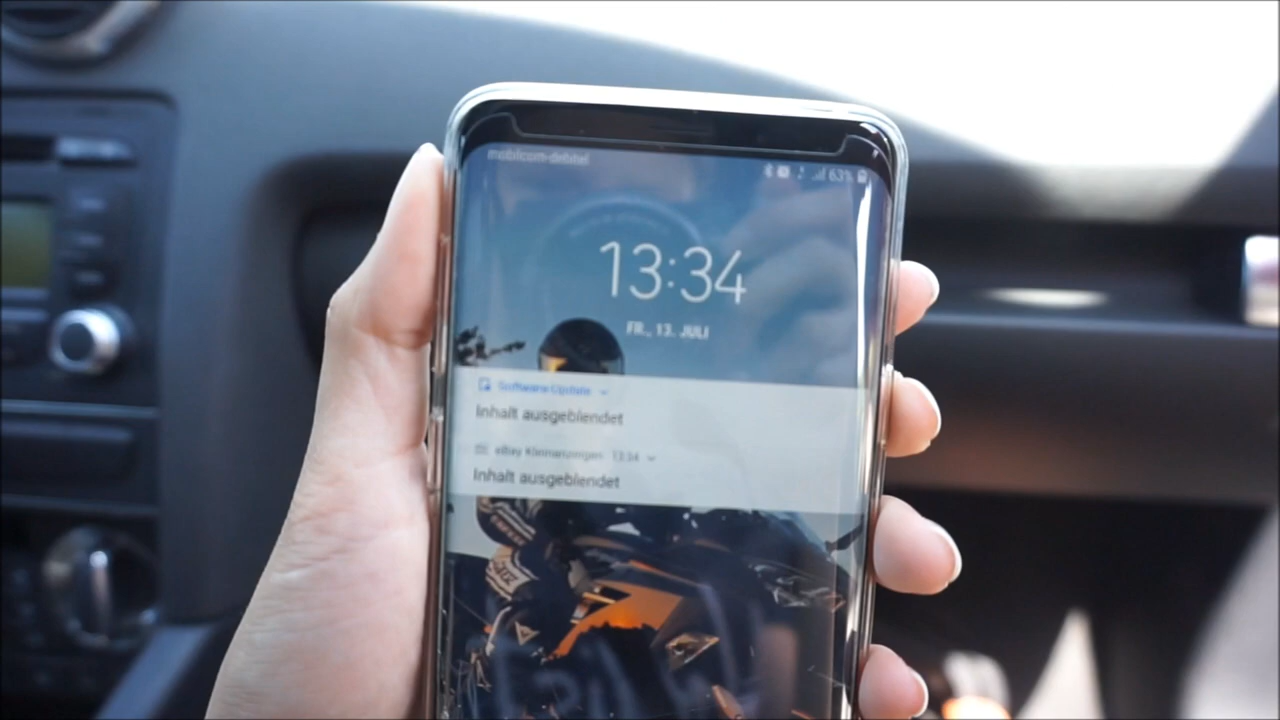 mobilcom-debitel
63%
13:34
FR., 13. JULI
Software-Update
Inhalt ausgeblendet
eBay Kleinanzeigen 13:34
Inhalt ausgeblendet